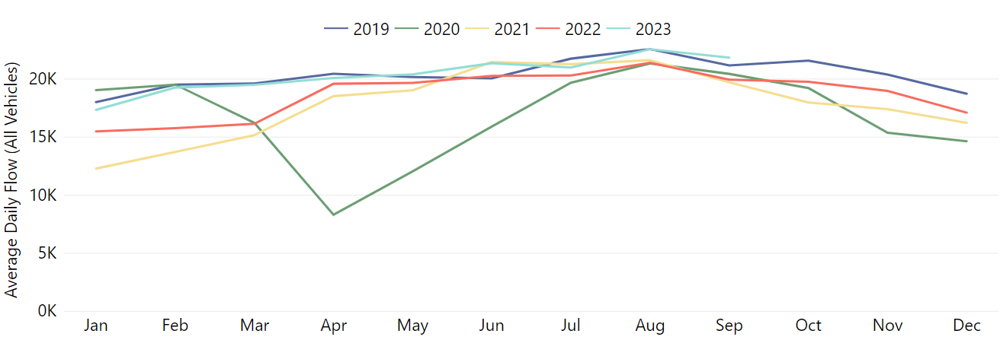 2019 2020 2021 2022 2023
Average Daily Flow (All Vehicles)
20K
15K
10K
5K
0K
Jan Feb Mar Apr May Jun Jul Aug Sep Oct Nov Dec